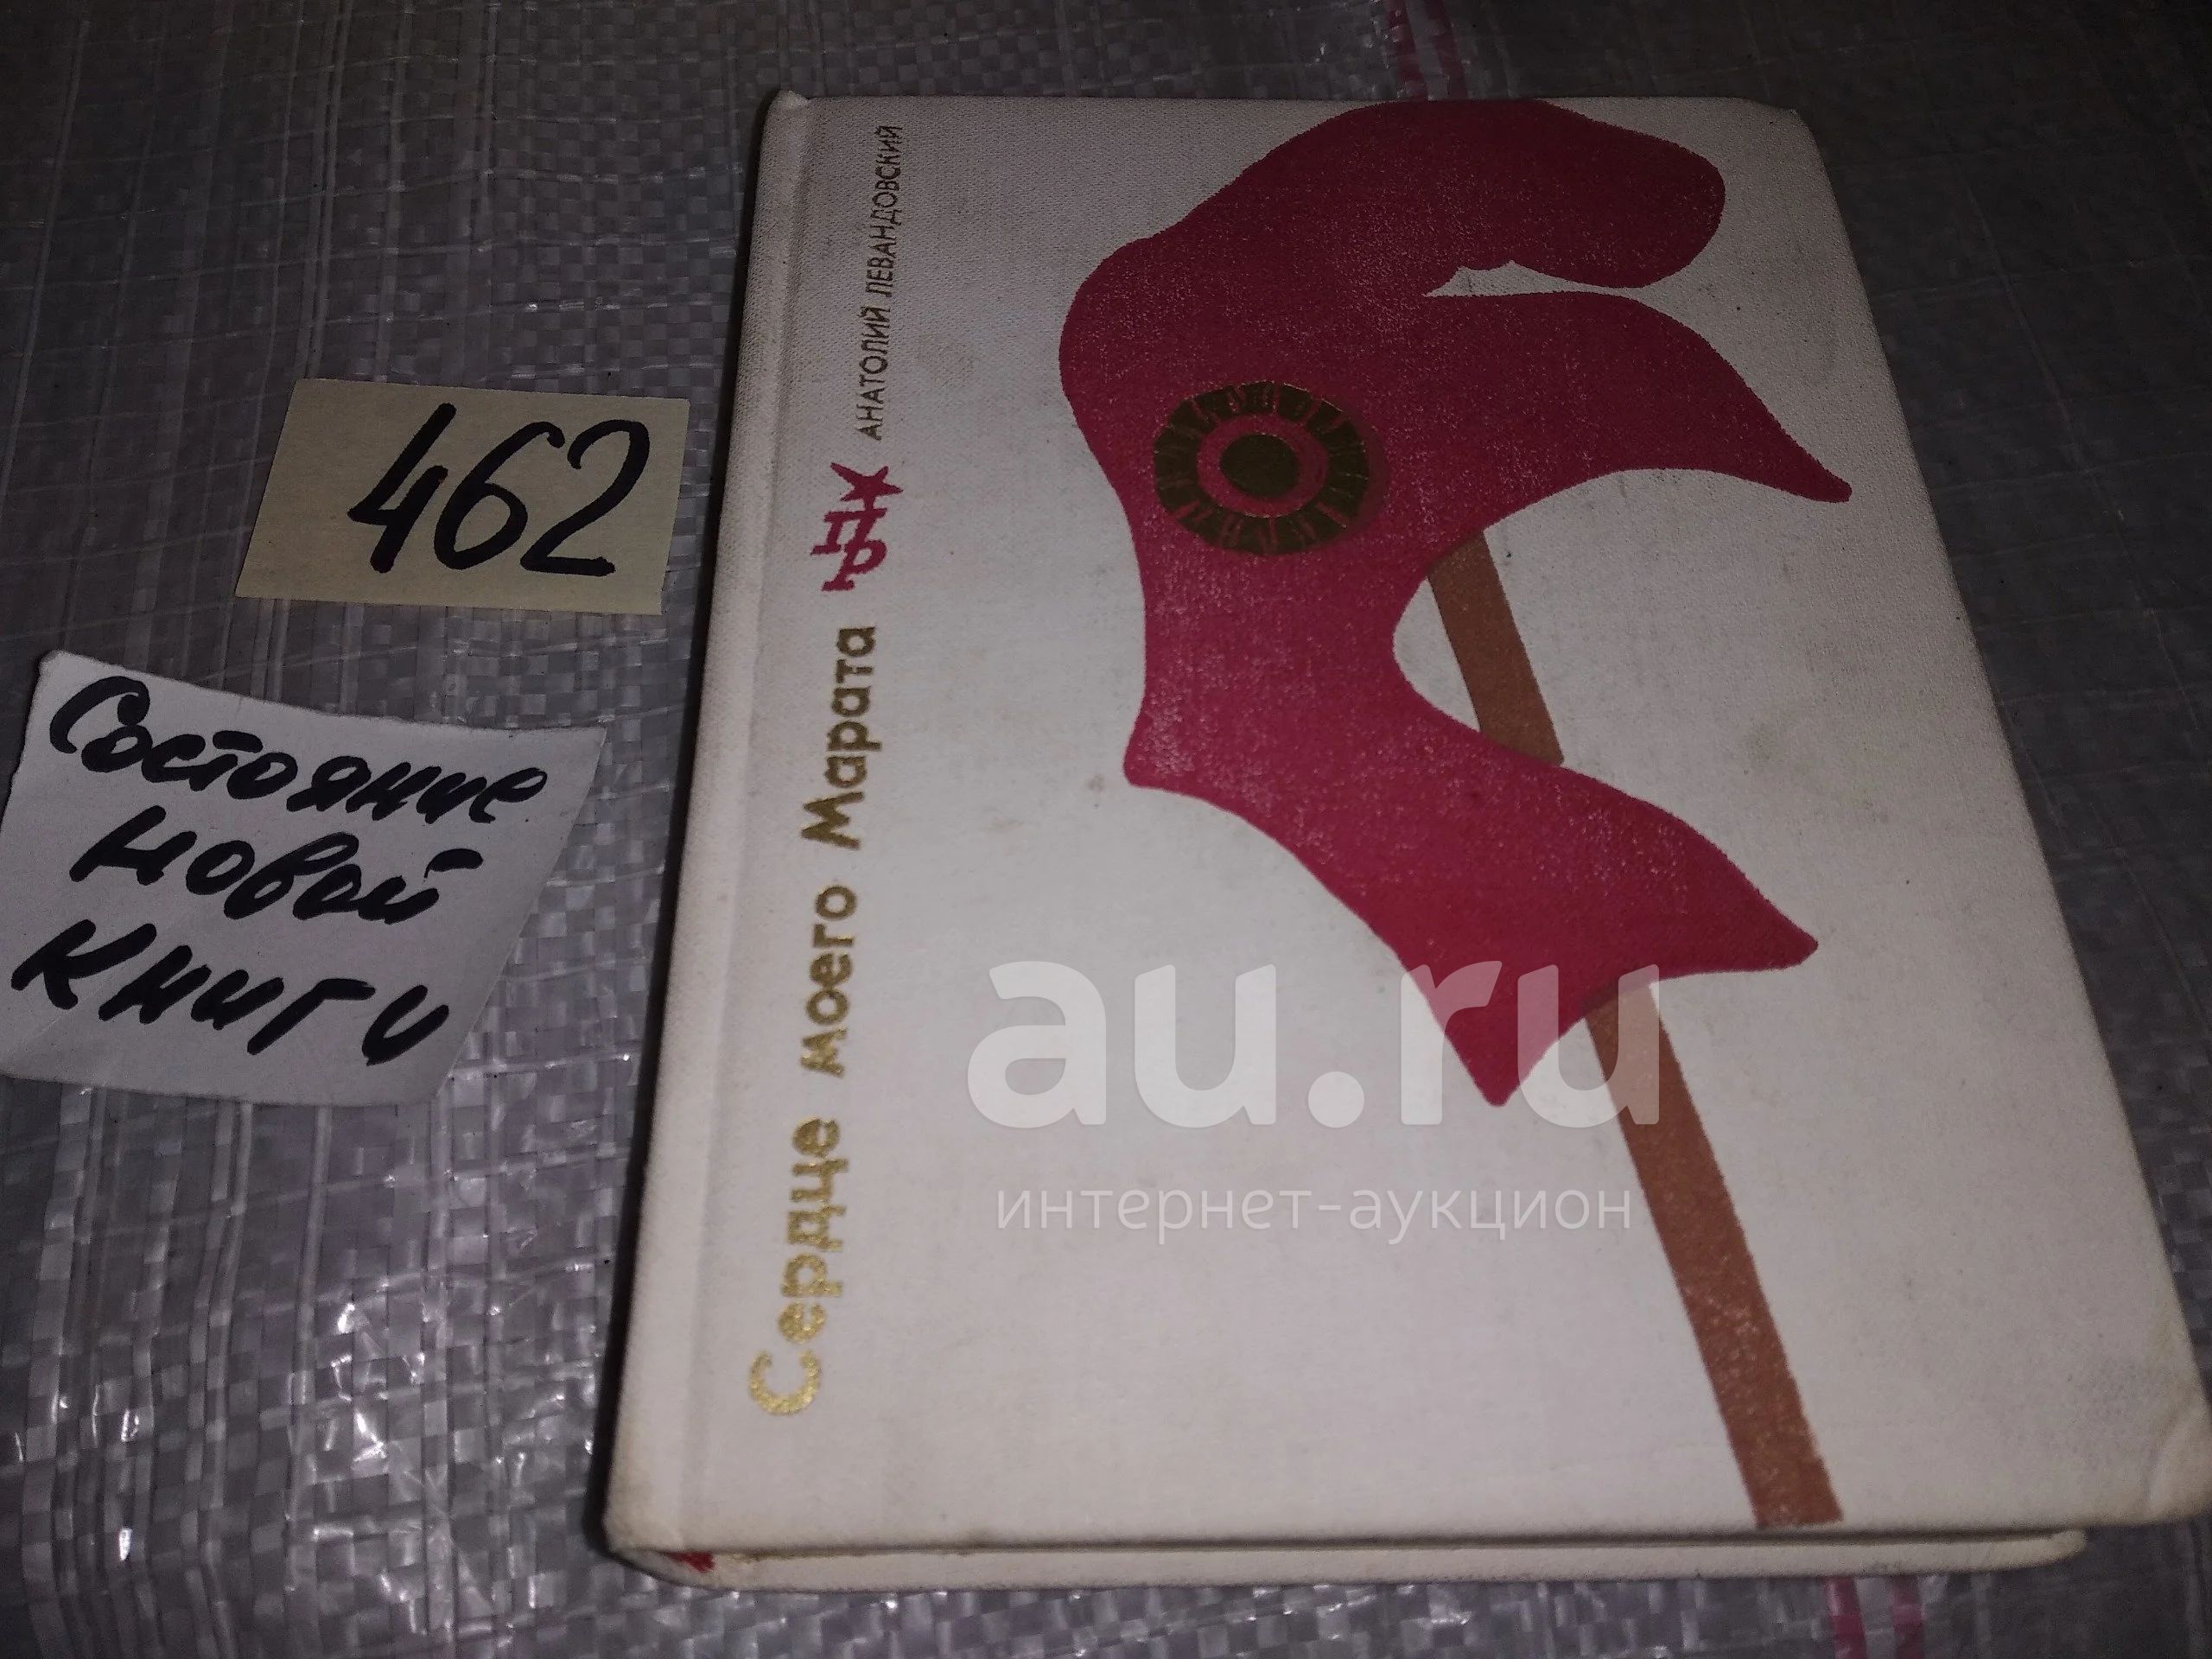 462
Состояние
новой
книги
АНАТОЛИЙ ЛЕВАНДОВСКИЙ
Сердце моего Марата
au.ru
интернет-аукцион